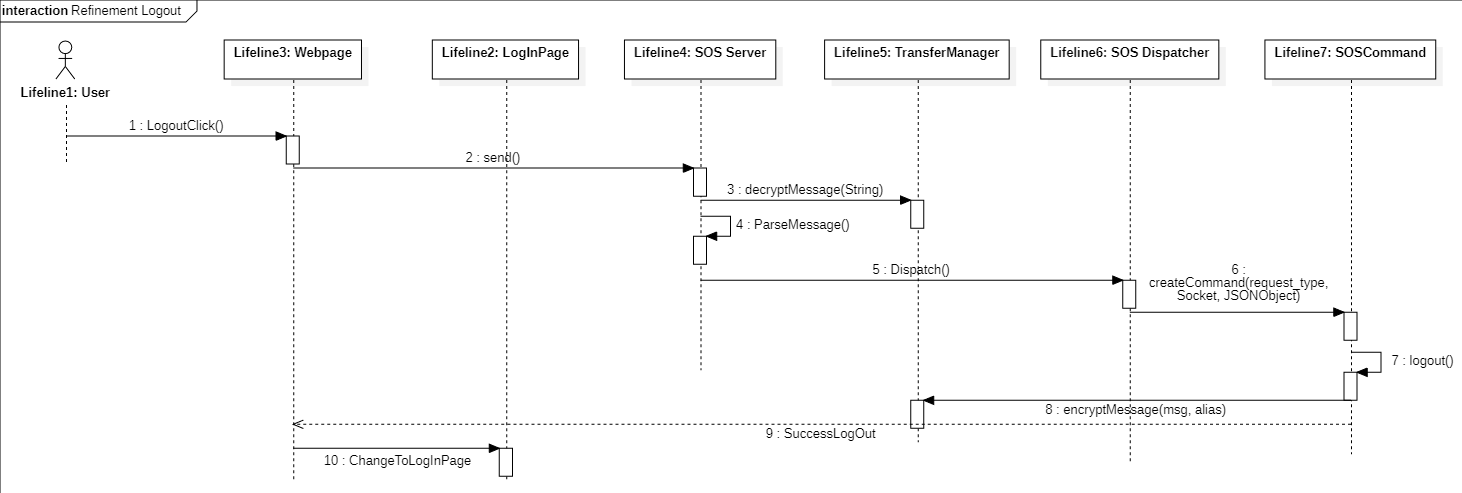 interaction Refinement Logout
Lifeline1: User
Lifeline3: Webpage
Lifeline2: LogInPage
Lifeline4: SOS Server
Lifeline5: TransferManager
Lifeline6: SOS Dispatcher
Lifeline7: SOSCommand
1 : LogoutClick()
2 : send()
3 : decryptMessage(String)
4 : ParseMessage()
5 : Dispatch()
6 :
createCommand(request_type,
Socket, JSONObject)
7 : logout()
8 : encryptMessage(msg, alias)
9 : SuccessLogOut
10 : ChangeToLogInPage